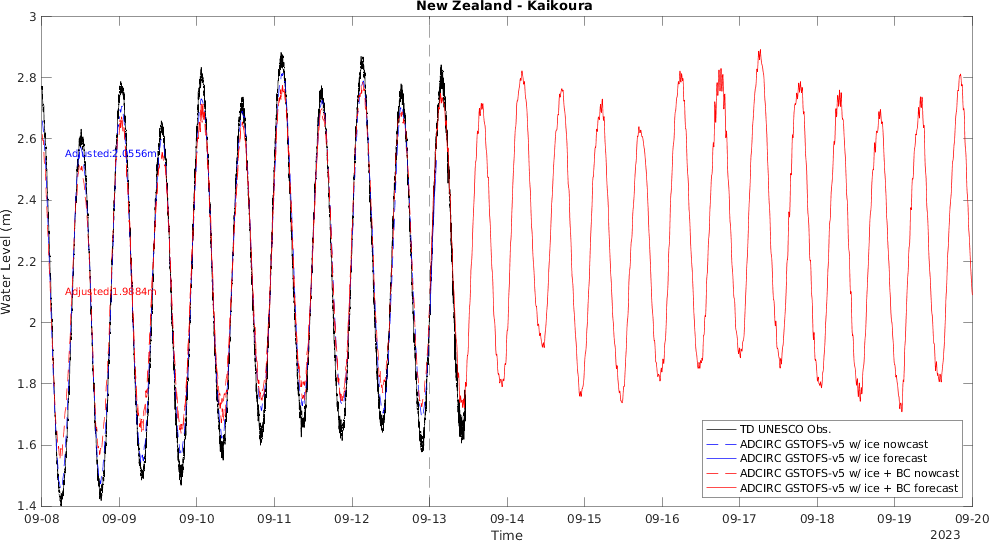 New Zealand - Kaikoura
3
2.8
2.6
2.4
2.2
2
1.8
1.6
1.4
Water Level (m)
Adjusted:2.0556m
Adjusted:1.9884m
TD UNESCO Obs.
ADCIRC GSTOFS-v5 w/ ice nowcast
ADCIRC GSTOFS-v5 w/ ice forecast
ADCIRC GSTOFS-v5 w/ ice + BC nowcast
ADCIRC GSTOFS-v5 w/ ice + BC forecast
09-08 09-09 09-10 09-11 09-12 09-13 09-14 09-15 09-16 09-17 09-18 09-19 09-20
Time
2023